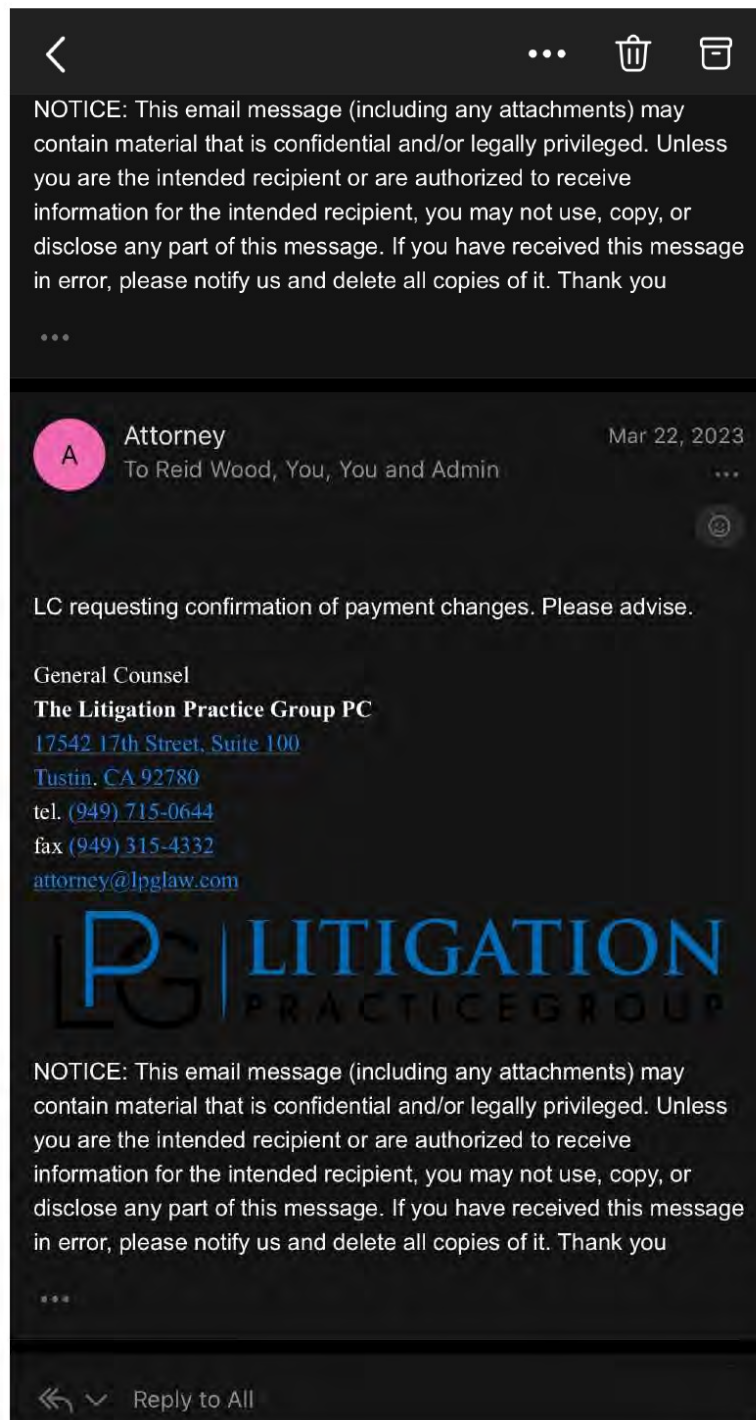 NOTICE: This email message (including any attachments) may
contain material that is confidential and/or legally privileged. Unless
you are the intended recipient or are authorized to receive
information for the intended recipient, you may not use, copy, or
disclose any part of this message. If you have received this message
in error, please notify us and delete all copies of it. Thank you
Attorney
Mar 22, 2023
A
To Reid Wood, You, You and Admin
LC requesting confirmation of payment changes. Please advise.
General Counsel
The Litigation Practice Group PC
17542 17th Street, Suite 100
Tustin, CA 92780
tel. (949) 715-0644
fax (949) 315-4332
attorney@lpglaw.com
LPG | LITIGATION
PRACTICEGROUP
NOTICE: This email message (including any attachments) may
contain material that is confidential and/or legally privileged. Unless
you are the intended recipient or are authorized to receive
information for the intended recipient, you may not use, copy, or
disclose any part of this message. If you have received this message
in error, please notify us and delete all copies of it. Thank you
Reply to All